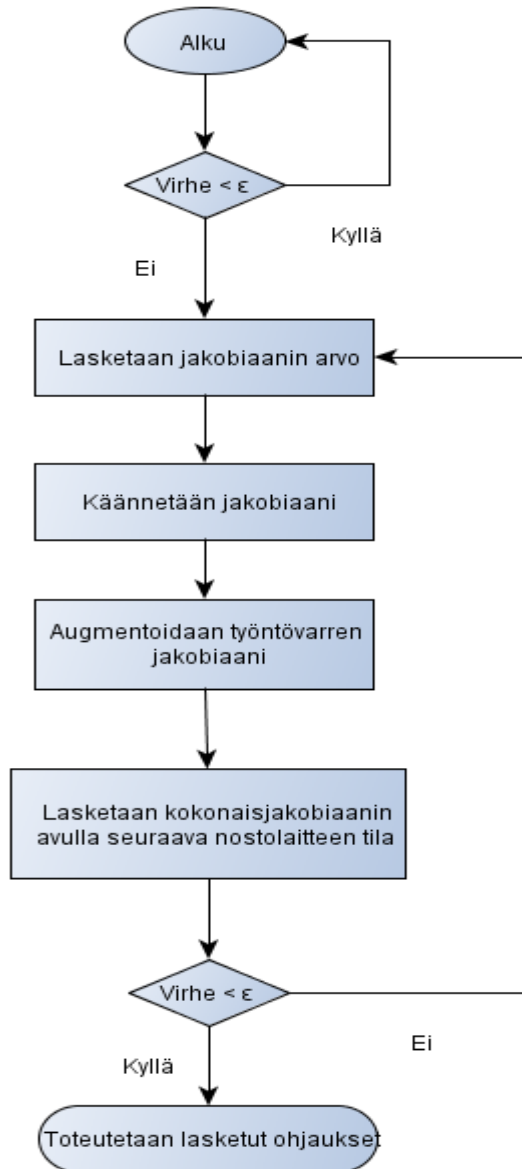 Alku
Virhe < ε
Kyllä
Ei
Lasketaan jakobiaanin arvo
Käännetään jakobiaani
Augmentoidaan työntövarren
jakobiaani
Lasketaan kokonaisjakobiaanin
avulla seuraava nostolaitteen tila
Virhe < ε
Ei
Kyllä
Toteutetaan lasketut ohjaukset